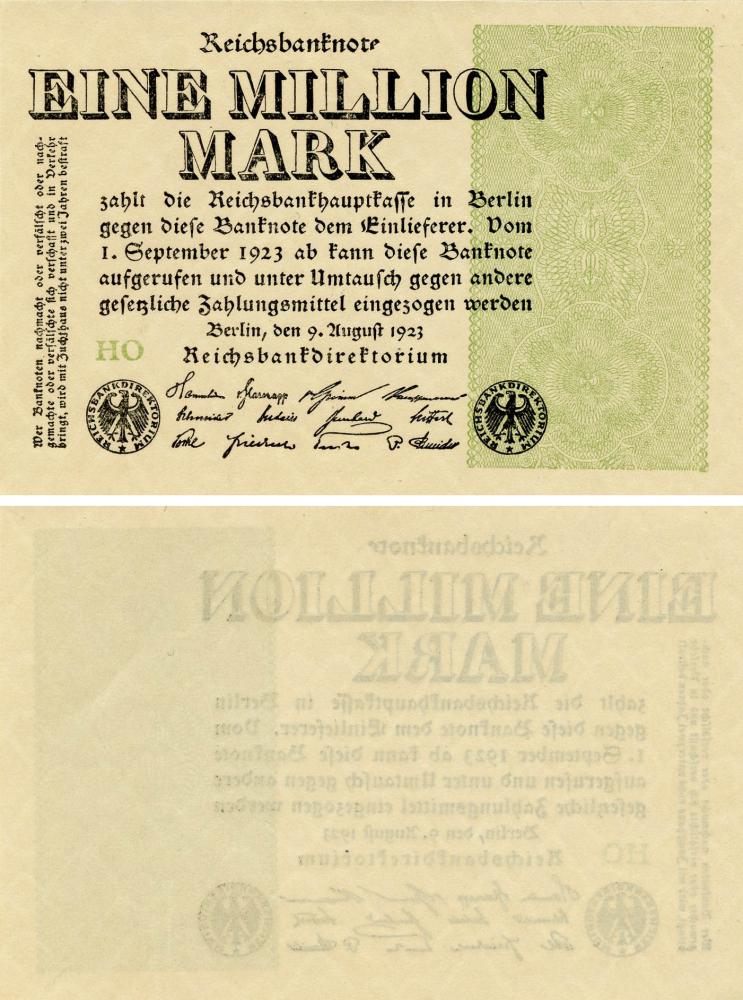 Reichsbanknote
EINE MILLION
MARK
zahlt die Reichsbankhauptkasse in Berlin
gegen diese Banknote dem Einlieferer. Vom
1. September 1923 ab kann diese Banknote
aufgerufen und unter Umtausch gegen andere
gesetzliche Zahlungsmittel eingezogen werden
Berlin, den 9. August 1923
Reichsbankdirektorium
HO
Wer Banknoten nachmacht oder verfälscht oder nach-
gemachte oder verfälschte sich verschafft und in Verkehr
bringt, wird mit Zuchthaus nicht unter zwei Jahren bestraft
REICHSBANKDIREKTORIUM
REICHSBANKDIREKTORIUM